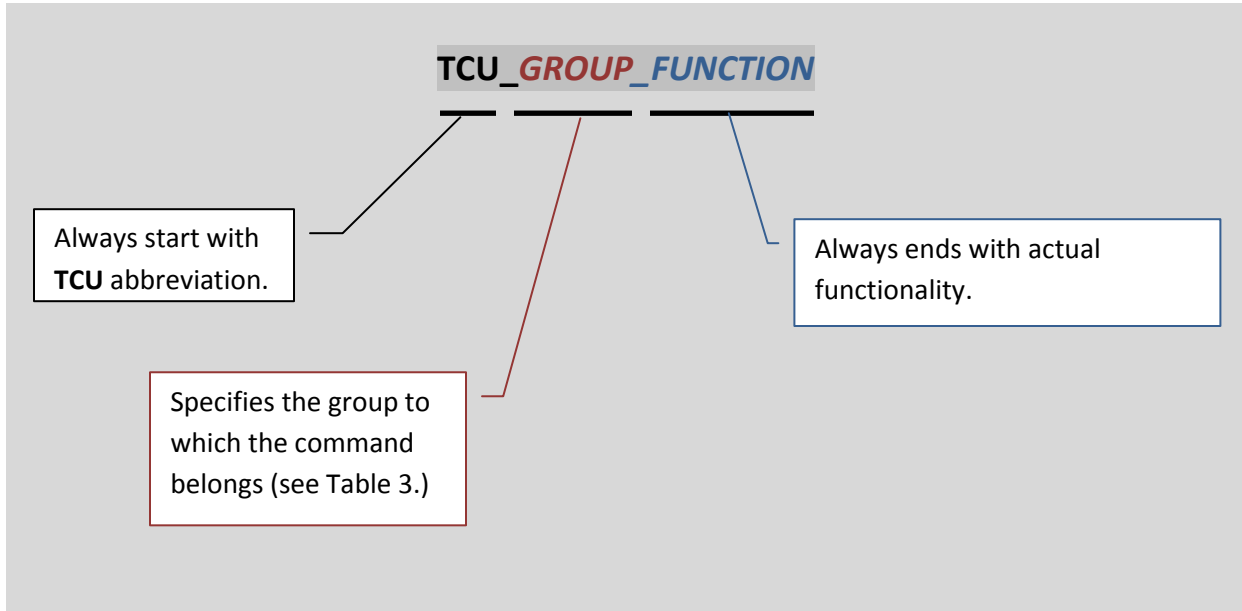 TCU_GROUP_FUNCTION
Always start with
TCU abbreviation.
Always ends with actual
functionality.
Specifies the group to
which the command
belongs (see Table 3.)